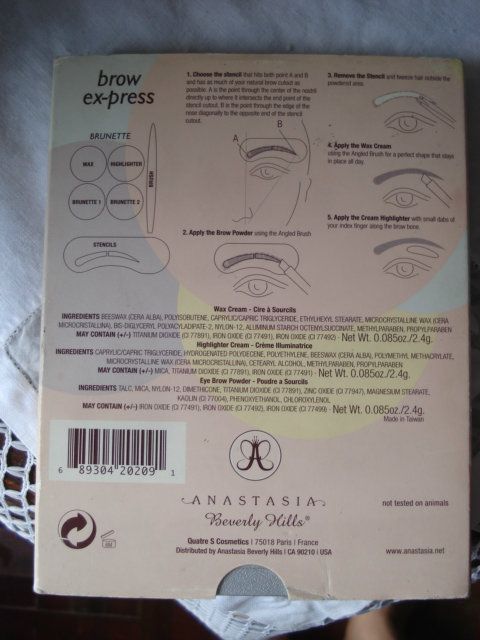 brow
ex-press
BRUNETTE
WAX
HIGHLIGHTER
BRUSH
BRUNETTE 1
BRUNETTE 2
STENCILS
1. Choose the stencil that hits both point A and B
and has as much of your natural brow cutout as
possible. A is the point through the center of the nostril
directly up to where it intersects the end point of the
stencil cutout. B is the point through the edge of the
nose diagonally to the opposite end of the stencil
cutout.
A
B
2. Apply the Brow Powder using the Angled Brush
3. Remove the Stencil and tweeze hair outside the
powdered area.
4. Apply the Wax Cream
using the Angled Brush for a perfect shape that stays
in place all day.
5. Apply the Cream Highlighter with small dabs of
your index finger along the brow bone.
Wax Cream - Cire à Sourcils
INGREDIENTS BEESWAX (CERA ALBA), POLYISOBUTENE, CAPRYLIC/CAPRIC TRIGLYCERIDE, ETHYLHEXYL STEARATE, MICROCRYSTALLINE WAX (CERA
MICROCRISTALLINA), BIS-DIGLYCERYL POLYACYLADIPATE-2, NYLON-12, ALUMINUM STARCH OCTENYLSUCCINATE, METHYLPARABEN, PROPYLPARABEN
MAY CONTAIN (+/-) TITANIUM DIOXIDE (CI 77891), IRON OXIDE (CI 77491), IRON OXIDE (CI 77499) - Net Wt. 0.085oz./2.4g.
Highlighter Cream - Crème Illuminatrice
INGREDIENTS CAPRYLIC/CAPRIC TRIGLYCERIDE, HYDROGENATED POLYDECENE, POLYETHYLENE, BEESWAX (CERA ALBA), POLYMETHYL METHACRYLATE,
MICROCRYSTALLINE WAX (CERA MICROCRISTALLINA), CETEARYL ALCOHOL, METHYLPARABEN, PROPYLPARABEN
MAY CONTAIN (+/-) MICA, TITANIUM DIOXIDE (CI 77891), IRON OXIDE (CI 77491) - Net Wt. 0.085oz./2.4g.
Eye Brow Powder - Poudre a Sourcils
INGREDIENTS TALC, MICA, NYLON-12, DIMETHICONE, TITANIUM DIOXIDE (CI 77891), ZINC OXIDE (CI 77947), MAGNESIUM STEARATE,
KAOLIN (CI 77004), PHENOXYETHANOL, CHLOROXYLENOL
MAY CONTAIN (+/-) IRON OXIDE (CI 77491), IRON OXIDE (CI 77492), IRON OXIDE (CI 77499) - Net Wt. 0.085oz./2.4g.
Made in Taiwan
6 89304 20209 1
ANASTASIA
Beverly Hills®
not tested on animals
Quatre S Cosmetics | 75018 Paris | France
Distributed by Anastasia Beverly Hills | CA 90210 | USA
www.anastasia.net